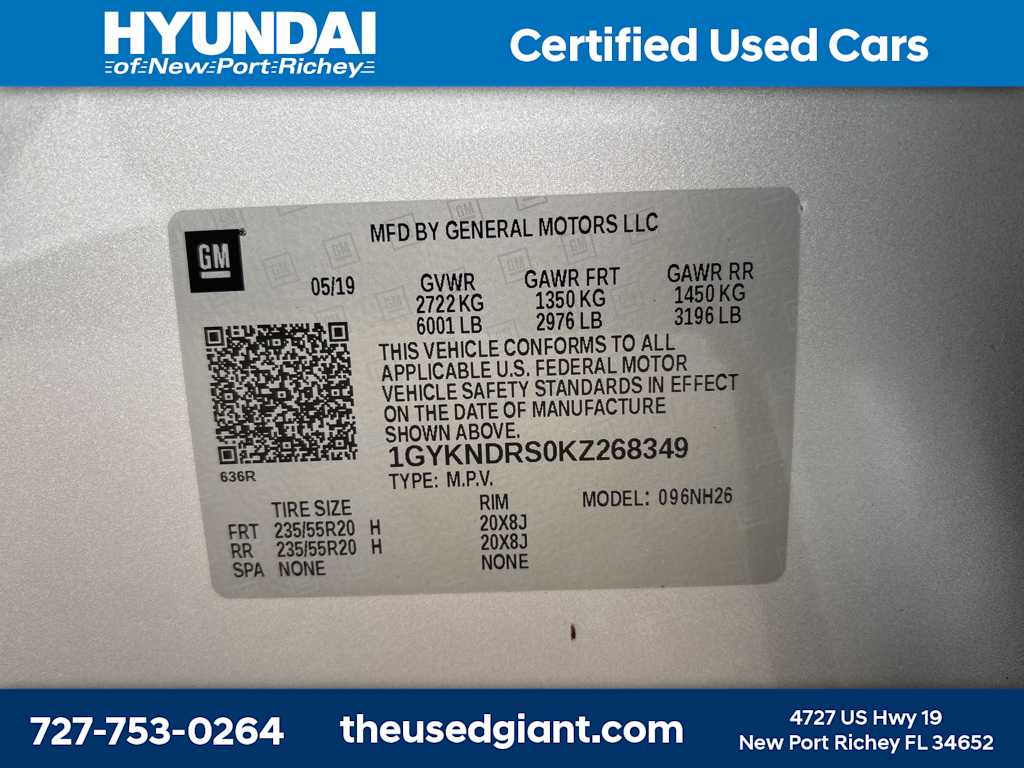 HYUNDAI
of New Port Richey
Certified Used Cars
GM
MFD BY GENERAL MOTORS LLC
05/19
GVWR GAWR FRT GAWR RR
2722 KG 1350 KG 1450 KG
6001 LB 2976 LB 3196 LB
THIS VEHICLE CONFORMS TO ALL
APPLICABLE U.S. FEDERAL MOTOR
VEHICLE SAFETY STANDARDS IN EFFECT
ON THE DATE OF MANUFACTURE
SHOWN ABOVE.
636R
1GYKNDRS0KZ268349
TYPE: M.P.V.
TIRE SIZE RIM MODEL: 096NH26
FRT 235/55R20 H 20X8J
RR 235/55R20 H 20X8J
SPA NONE NONE
727-753-0264
theusedgiant.com
4727 US Hwy 19
New Port Richey FL 34652